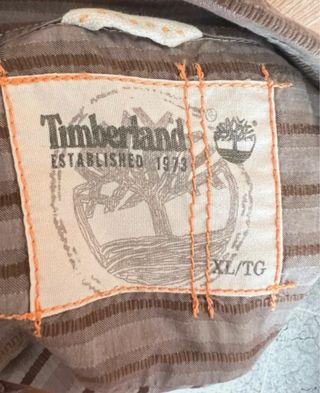 Timberland
ESTABLISHED 1973
XL/TG